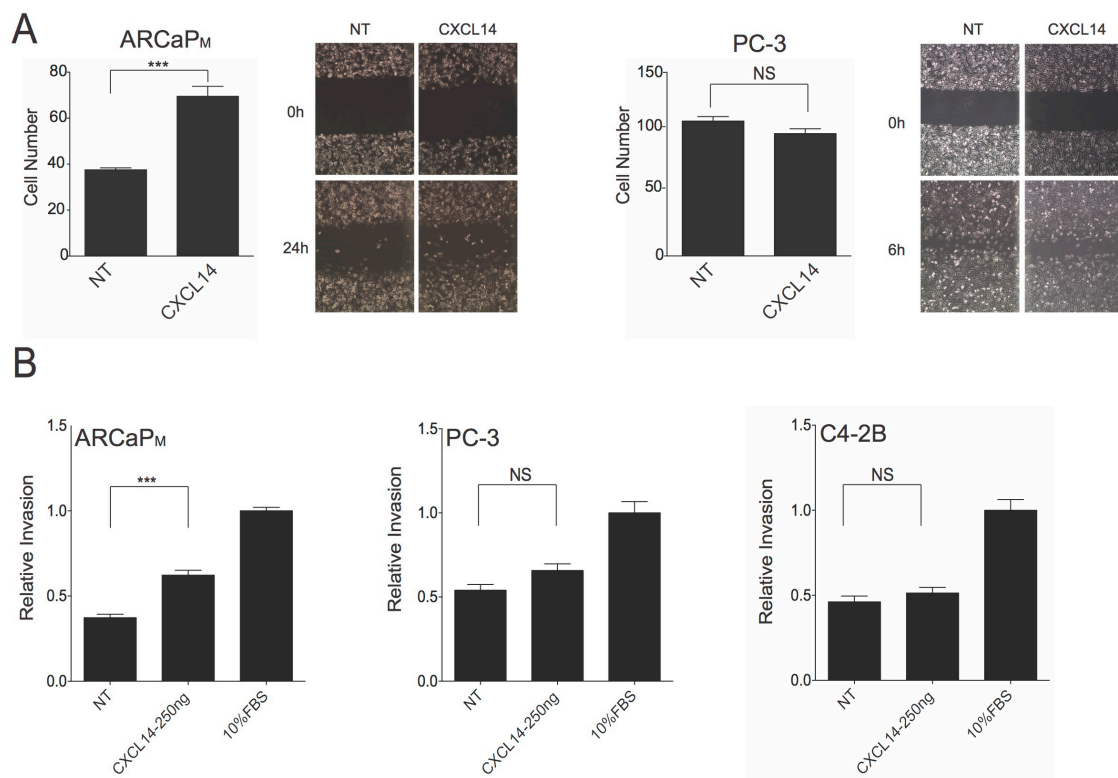 A
ARCaPM
80
60
40
20
0
Cell Number
***
NT
CXCL14
NT CXCL14
0h
24h
PC-3
150
100
50
0
Cell Number
NS
NT
CXCL14
NT CXCL14
0h
6h
B
ARCaPM
1.5
1.0
0.5
0.0
Relative Invasion
***
NT
CXCL14-250ng
10%FBS
PC-3
1.5
1.0
0.5
0.0
Relative Invasion
NS
NT
CXCL14-250ng
10%FBS
C4-2B
1.5
1.0
0.5
0.0
Relative Invasion
NS
NT
CXCL14-250ng
10%FBS